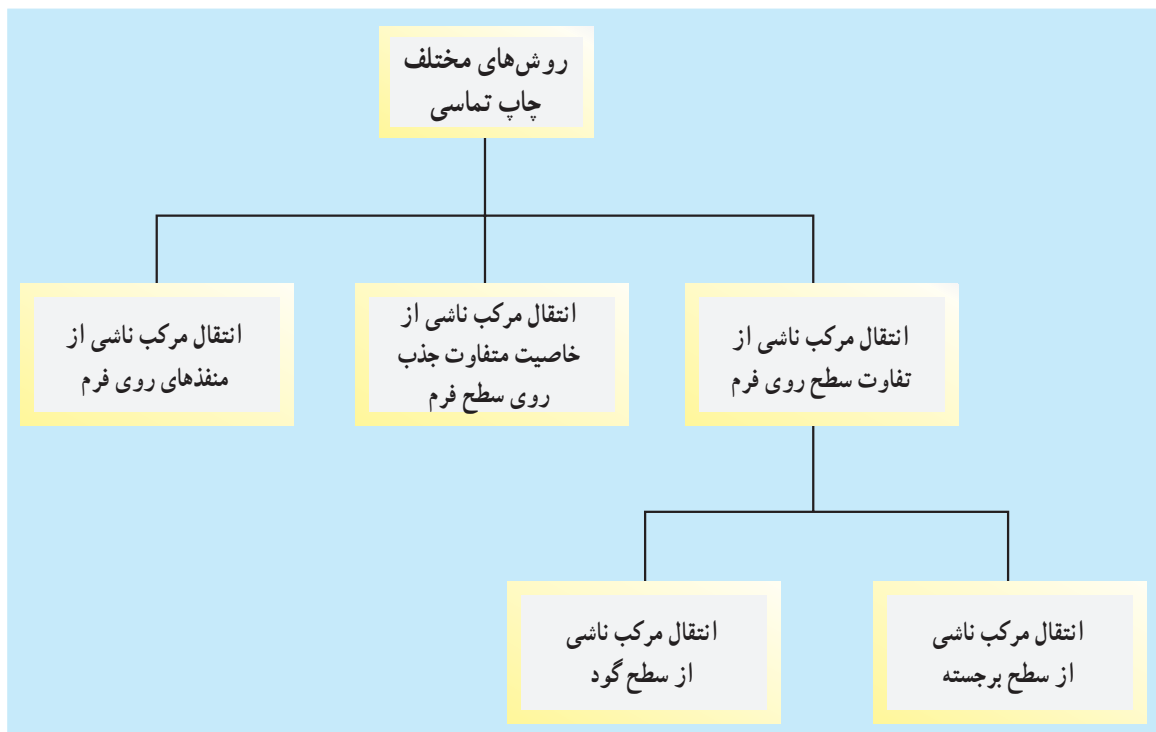 روش‌های مختلف
چاپ تماسی
انتقال مرکب ناشی از
تفاوت سطح روی فرم
انتقال مرکب ناشی از
خاصیت متفاوت جذب
روی سطح فرم
انتقال مرکب ناشی از
منفذهای روی فرم
انتقال مرکب ناشی
از سطح برجسته
انتقال مرکب ناشی
از سطح گود